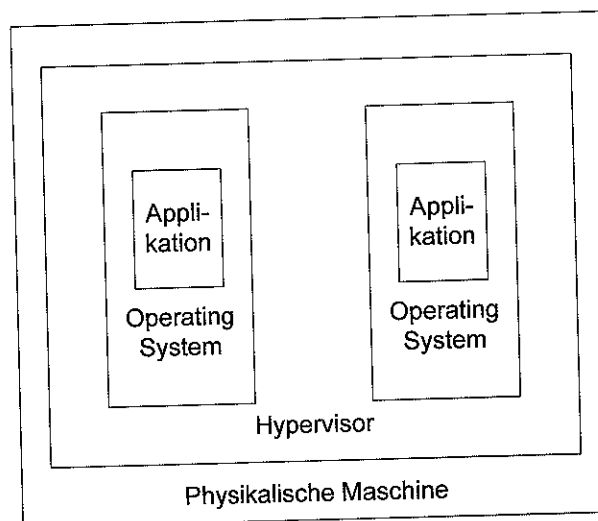 Appli-
kation
Operating
System
Appli-
kation
Operating
System
Hypervisor
Physikalische Maschine